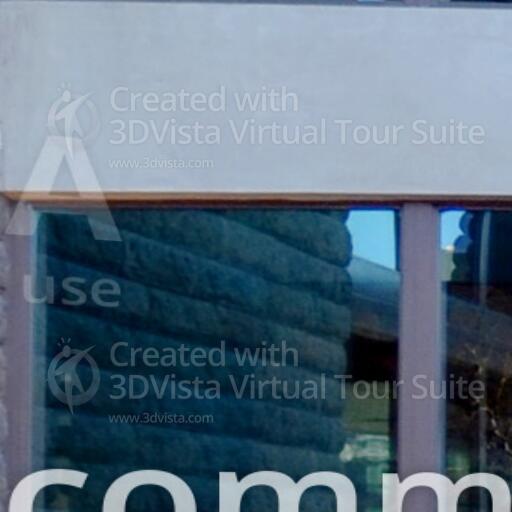 Created with
3DVista Virtual Tour Suite
www.3dvista.com
A
use
Created with
3DVista Virtual Tour Suite
www.3dvista.com
comm